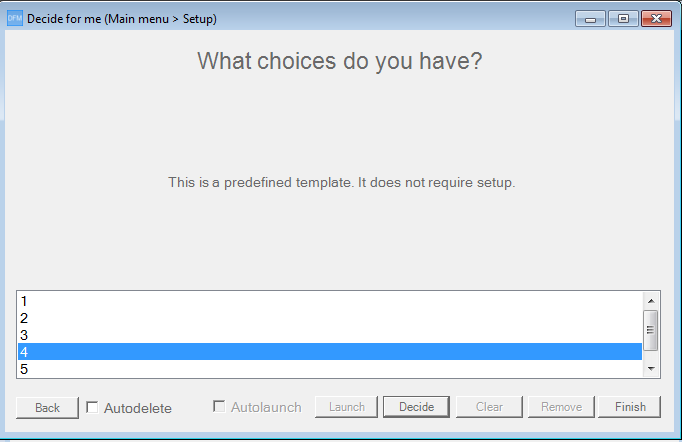 DFM Decide for me (Main menu > Setup)
What choices do you have?
This is a predefined template. It does not require setup.
1
2
3
4
5
Back Autodelete Autolaunch Launch Decide Clear Remove Finish